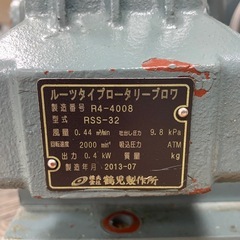 ルーツタイプロータリーブロワ
製造番号 R4-4008
型式 RSS-32
風量 0.44 m³/min 吐出し圧力 9.8 kPa
回転速度 2000 min⁻¹ 吸込圧力 ATM
出力 0.4 kW 質量 kg
製造年月 2013-07
株式会社 鶴見製作所